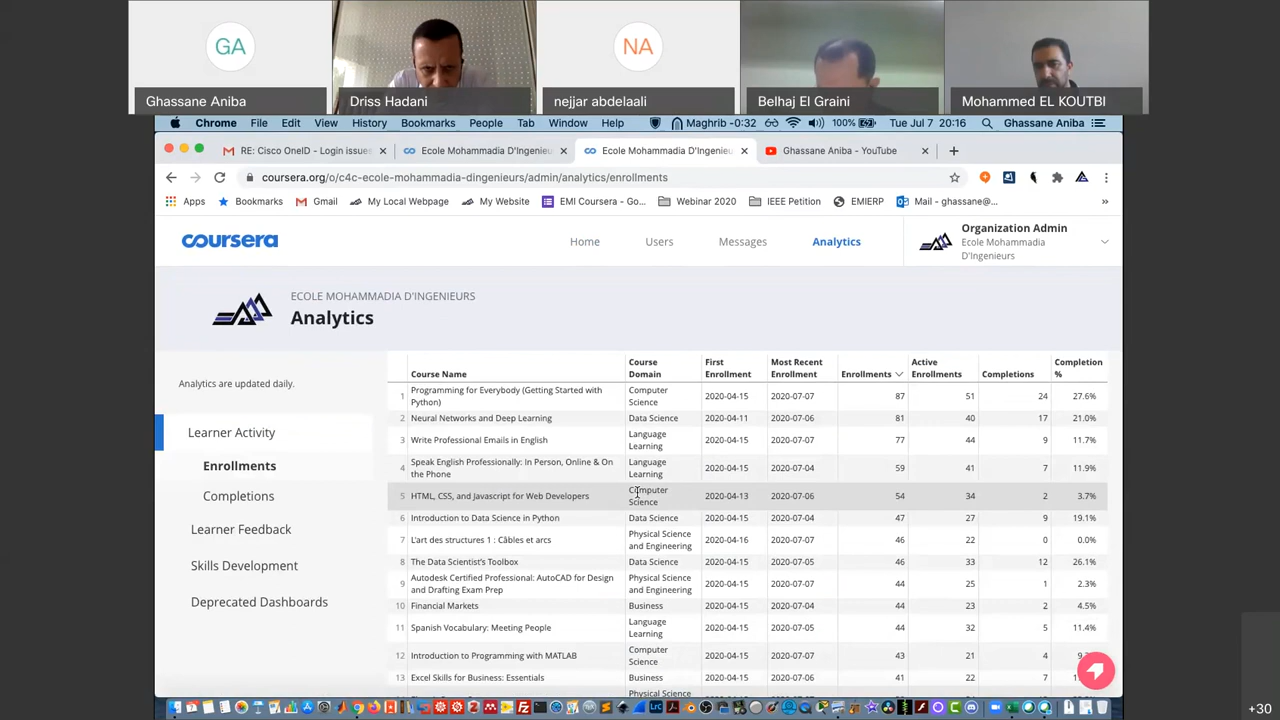 GA
NA
Ghassane Aniba
Driss Hadani
nejjar abdelaali
Belhaj El Graini
Mohammed EL KOUTBI
Chrome File Edit View History Bookmarks People Tab Window Help Maghrib -0:32 100% Tue Jul 7 20:16 Ghassane Aniba
RE: Cisco OneID - Login issues
Ecole Mohammadia D'Ingenieu
Ecole Mohammadia D'Ingenieu
Ghassane Aniba - YouTube
coursera.org/o/c4c-ecole-mohammadia-dingenieurs/admin/analytics/enrollments
Apps Bookmarks Gmail My Local Webpage My Website EMI Coursera - Go... Webinar 2020 IEEE Petition EMIERP Mail - ghassane@... »
coursera
Home Users Messages Analytics
Organization Admin
Ecole Mohammadia
D'Ingenieurs
ECOLE MOHAMMADIA D'INGENIEURS
Analytics
Analytics are updated daily.
Learner Activity
Enrollments
Completions
Learner Feedback
Skills Development
Deprecated Dashboards
Course Name Course Domain First Enrollment Most Recent Enrollment Enrollments Active Enrollments Completions Completion %
1 Programming for Everybody (Getting Started with Python) Computer Science 2020-04-15 2020-07-07 87 51 24 27.6%
2 Neural Networks and Deep Learning Data Science 2020-04-11 2020-07-06 81 40 17 21.0%
3 Write Professional Emails in English Language Learning 2020-04-15 2020-07-07 77 44 9 11.7%
4 Speak English Professionally: In Person, Online & On the Phone Language Learning 2020-04-15 2020-07-04 59 41 7 11.9%
5 HTML, CSS, and Javascript for Web Developers Computer Science 2020-04-13 2020-07-06 54 34 2 3.7%
6 Introduction to Data Science in Python Data Science 2020-04-15 2020-07-04 47 27 9 19.1%
7 L'art des structures 1 : Câbles et arcs Physical Science and Engineering 2020-04-16 2020-07-07 46 22 0 0.0%
8 The Data Scientist's Toolbox Data Science 2020-04-15 2020-07-05 46 33 12 26.1%
9 Autodesk Certified Professional: AutoCAD for Design and Drafting Exam Prep Physical Science and Engineering 2020-04-15 2020-07-07 44 25 1 2.3%
10 Financial Markets Business 2020-04-15 2020-07-04 44 23 2 4.5%
11 Spanish Vocabulary: Meeting People Language Learning 2020-04-15 2020-07-05 44 32 5 11.4%
12 Introduction to Programming with MATLAB Computer Science 2020-04-15 2020-07-07 43 21 4
13 Excel Skills for Business: Essentials Business 2020-04-15 2020-07-06 41 22 7
Physical Science
+30